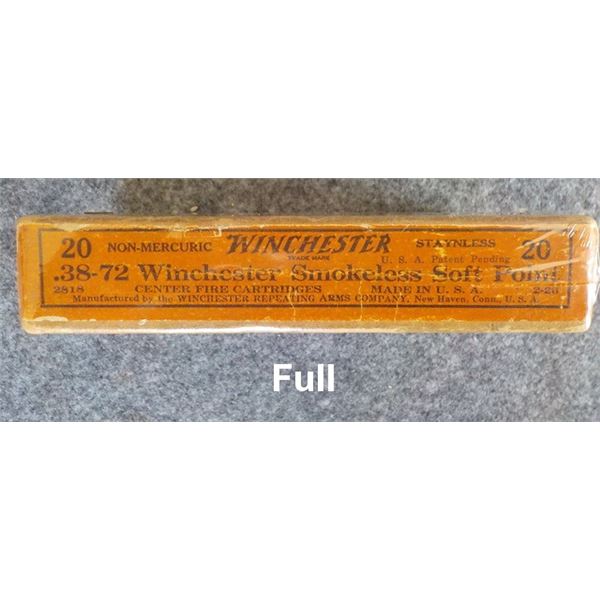 20 NON-MERCURIC WINCHESTER STAYNLESS 20
TRADE MARK U. S. A. Patent Pending
.38-72 Winchester Smokeless Soft Point
2818 CENTER FIRE CARTRIDGES MADE IN U. S. A. 2-28
Manufactured by the WINCHESTER REPEATING ARMS COMPANY, New Haven, Conn., U. S. A.
Full